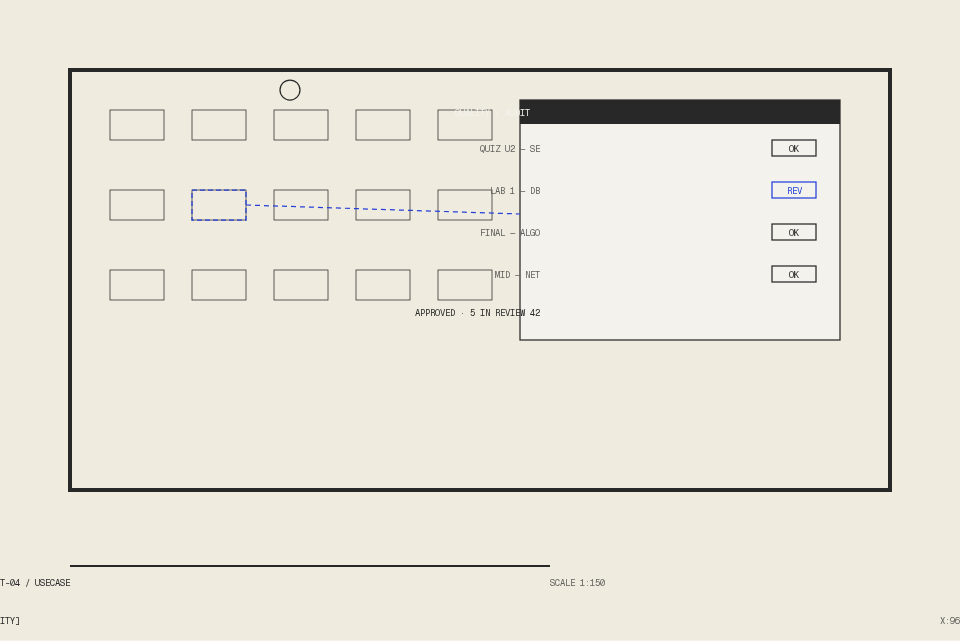 QUIZ U2 — SE
OK
LAB 1 — DB
REV
FINAL — ALGO
OK
MID — NET
OK
APPROVED · 5 IN REVIEW 42
T-04 / USECASE
SCALE 1:150
ITY]
X:96